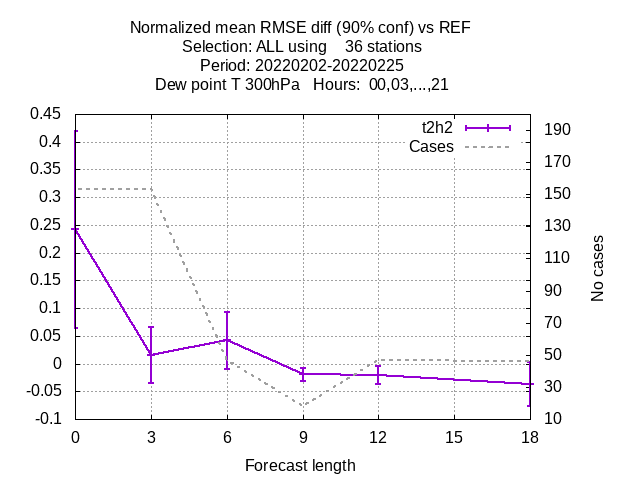 Normalized mean RMSE diff (90% conf) vs REF
Selection: ALL using    36 stations
Period: 20220202-20220225
Dew point T 300hPa   Hours:  00,03,...,21
t2h2
Cases
0.45
0.4
0.35
0.3
0.25
0.2
0.15
0.1
0.05
0
-0.05
-0.1
190
170
150
130
110
90
70
50
30
10
No cases
0 3 6 9 12 15 18
Forecast length